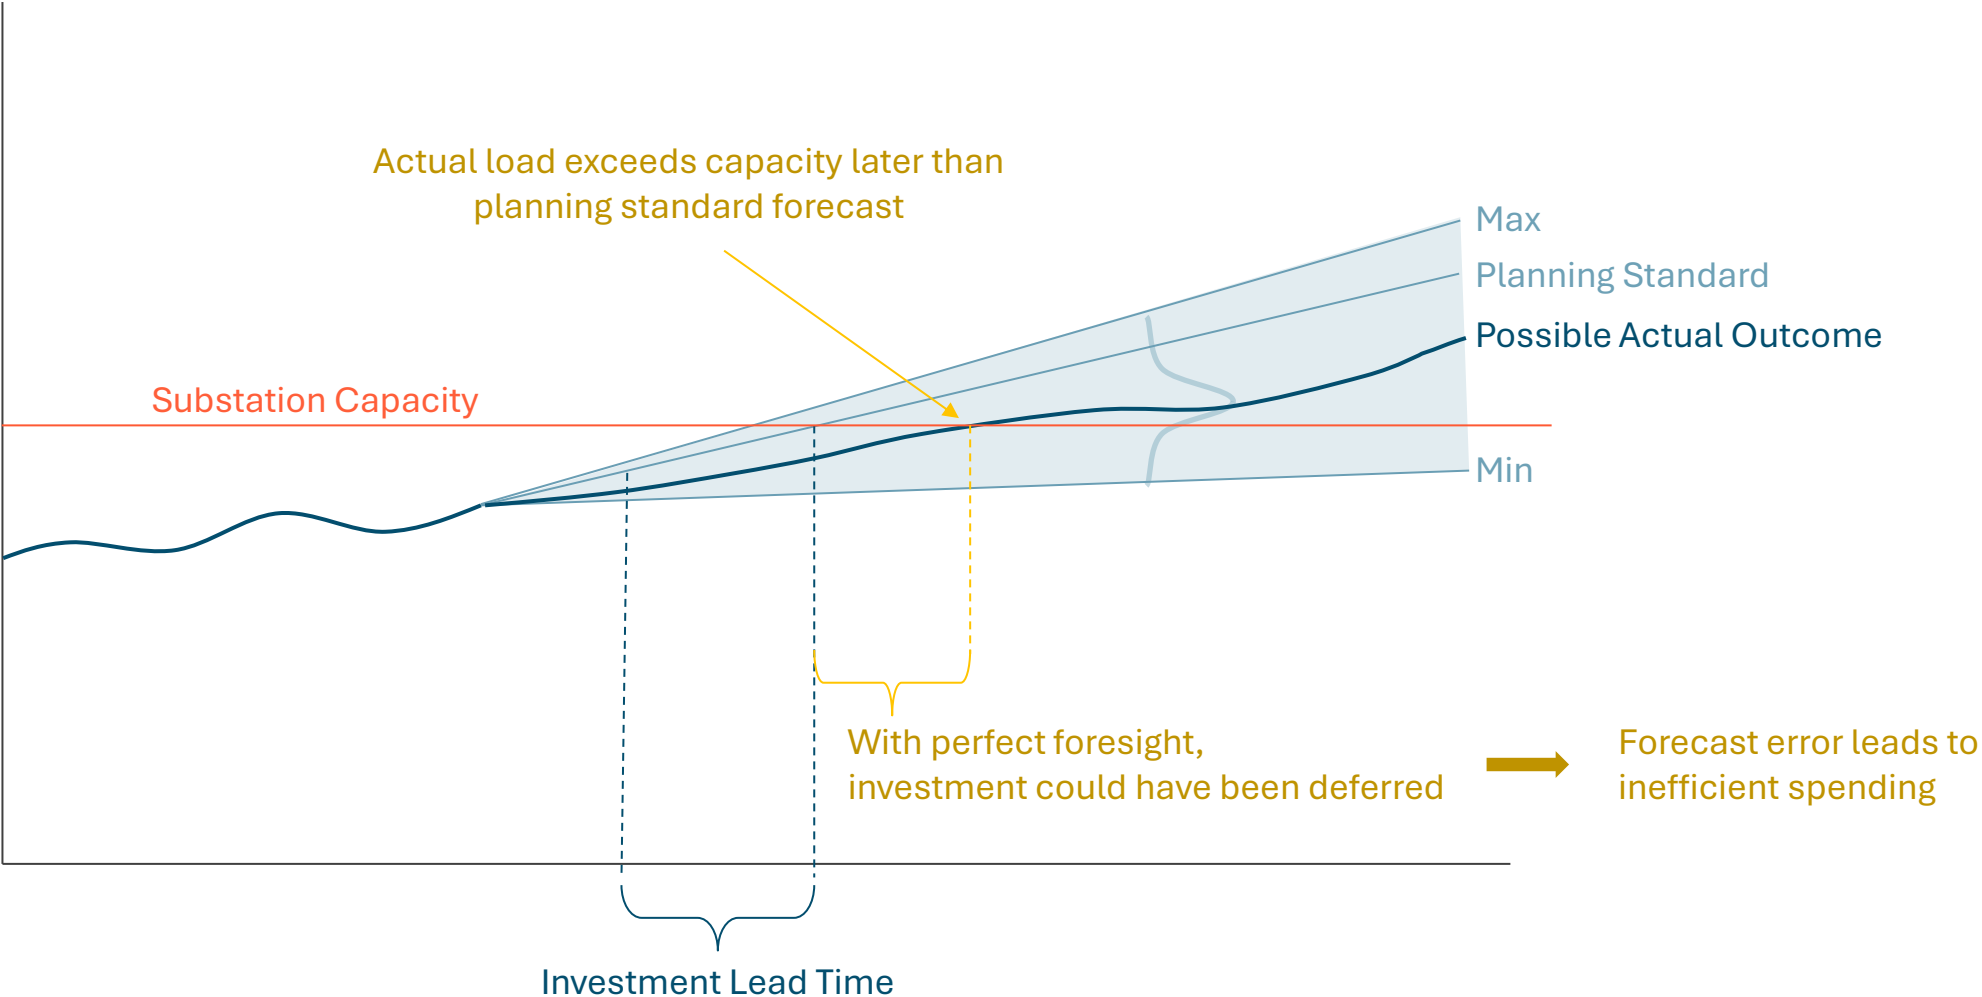 Actual load exceeds capacity later than
planning standard forecast
Max
Planning Standard
Possible Actual Outcome
Substation Capacity
Min
With perfect foresight,
investment could have been deferred
Forecast error leads to
inefficient spending
Investment Lead Time